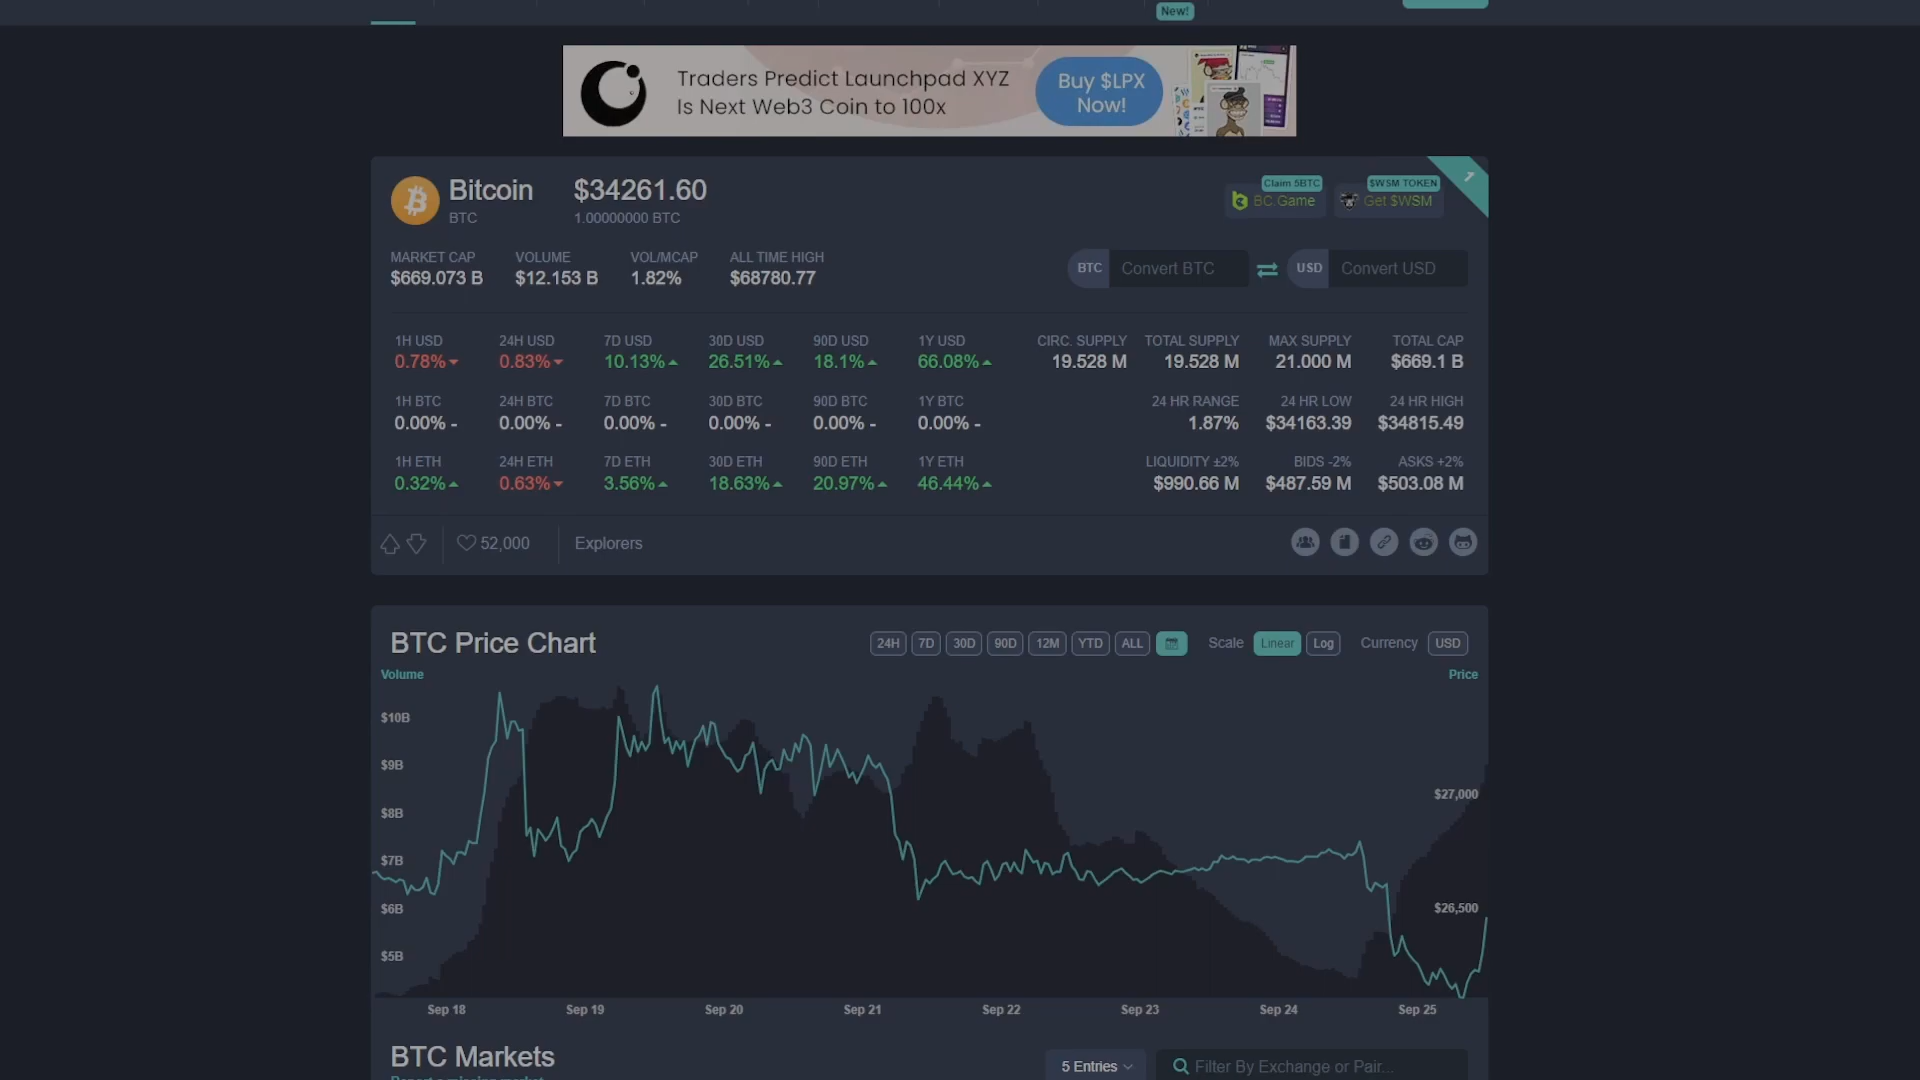 New!
Traders Predict Launchpad XYZ
Is Next Web3 Coin to 100x
Buy $LPX
Now!
Bitcoin
BTC
$34261.60
1.00000000 BTC
Claim 5BTC
BC.Game
$WSM TOKEN
Get $WSM
1
MARKET CAP VOLUME VOL/MCAP ALL TIME HIGH
$669.073 B $12.153 B 1.82% $68780.77
BTC Convert BTC USD Convert USD
1H USD 24H USD 7D USD 30D USD 90D USD 1Y USD CIRC. SUPPLY TOTAL SUPPLY MAX SUPPLY TOTAL CAP
0.78% 0.83% 10.13% 26.51% 18.1% 66.08% 19.528 M 19.528 M 21.000 M $669.1 B
1H BTC 24H BTC 7D BTC 30D BTC 90D BTC 1Y BTC 24 HR RANGE 24 HR LOW 24 HR HIGH
0.00% - 0.00% - 0.00% - 0.00% - 0.00% - 0.00% - 1.87% $34163.39 $34815.49
1H ETH 24H ETH 7D ETH 30D ETH 90D ETH 1Y ETH LIQUIDITY ±2% BIDS -2% ASKS +2%
0.32% 0.63% 3.56% 18.63% 20.97% 46.44% $990.66 M $487.59 M $503.08 M
52,000 Explorers
BTC Price Chart 24H 7D 30D 90D 12M YTD ALL Scale Linear Log Currency USD
Volume Price
$10B
$9B
$27,000
$8B
$7B
$6B $26,500
$5B
Sep 18 Sep 19 Sep 20 Sep 21 Sep 22 Sep 23 Sep 24 Sep 25
BTC Markets 5 Entries Filter By Exchange or Pair...